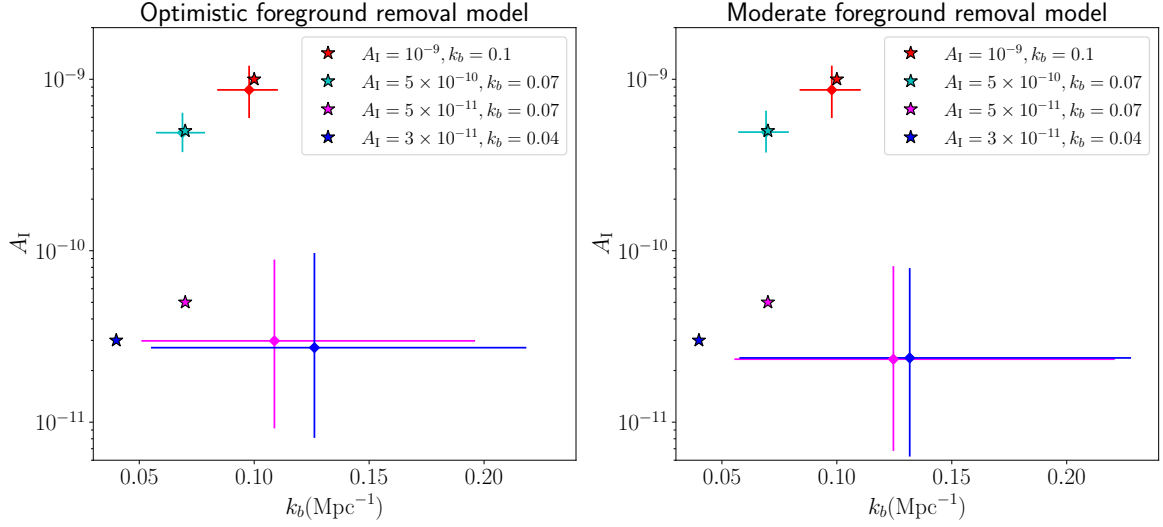 Optimistic foreground removal model
A_I = 10^{-9}, k_b = 0.1
A_I = 5 × 10^{-10}, k_b = 0.07
A_I = 5 × 10^{-11}, k_b = 0.07
A_I = 3 × 10^{-11}, k_b = 0.04
10^{-9}
10^{-10}
10^{-11}
A_I
0.05 0.10 0.15 0.20
k_b(Mpc^{-1})
Moderate foreground removal model
A_I = 10^{-9}, k_b = 0.1
A_I = 5 × 10^{-10}, k_b = 0.07
A_I = 5 × 10^{-11}, k_b = 0.07
A_I = 3 × 10^{-11}, k_b = 0.04
10^{-9}
10^{-10}
10^{-11}
A_I
0.05 0.10 0.15 0.20
k_b(Mpc^{-1})